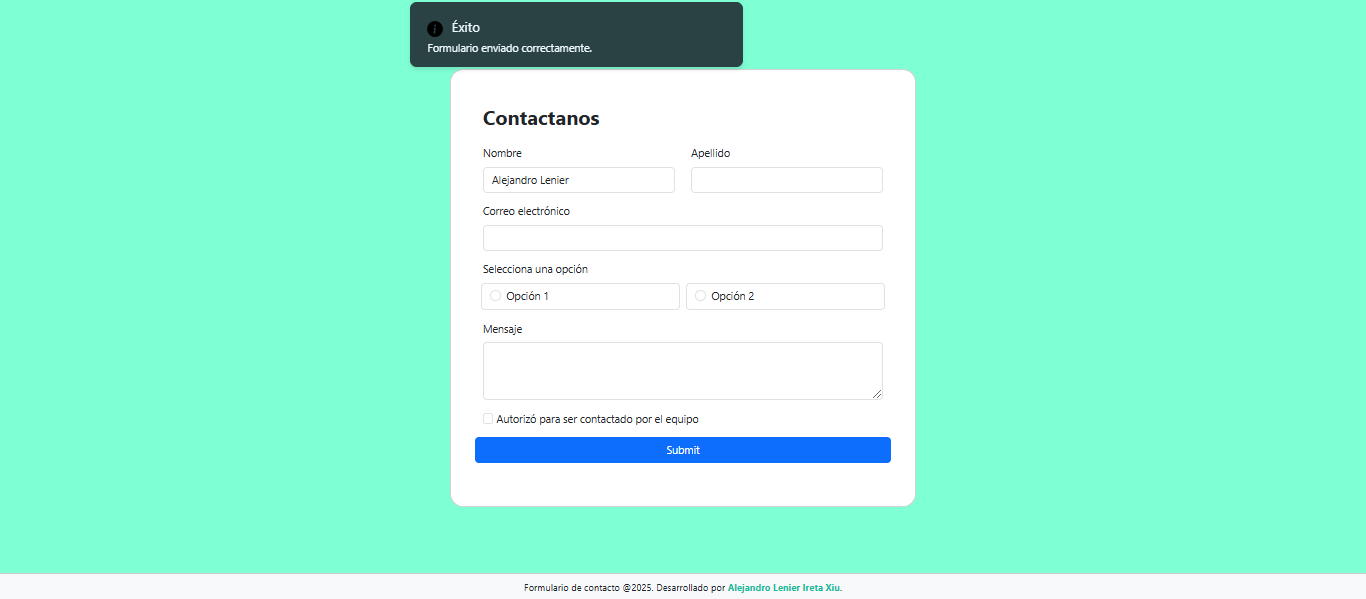 Éxito
Formulario enviado correctamente.
Contactanos
Nombre
Apellido
Alejandro Lenier
Correo electrónico
Selecciona una opción
Opción 1
Opción 2
Mensaje
Autorizó para ser contactado por el equipo
Submit
Formulario de contacto @2025. Desarrollado por Alejandro Lenier Ireta Xiu.